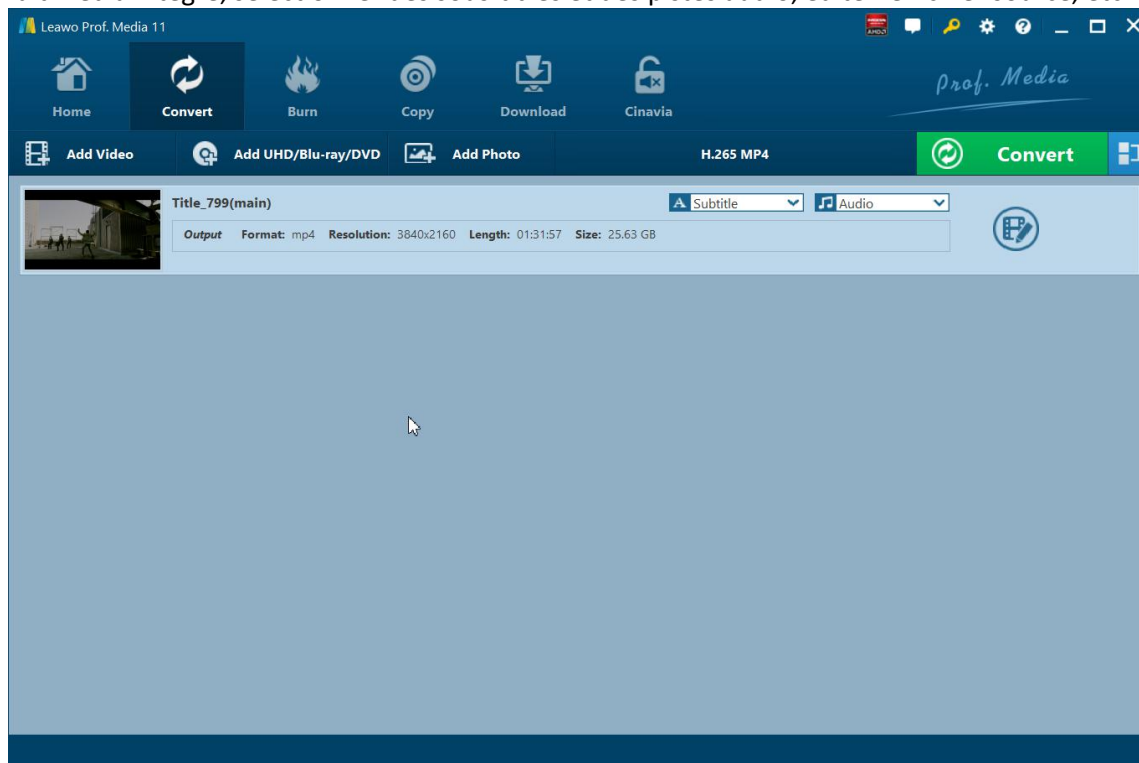 Leawo Prof. Media 11
AMD
Prof. Media
Home Convert Burn Copy Download Cinavia
Add Video Add UHD/Blu-ray/DVD Add Photo H.265 MP4 Convert
Title_799(main) A Subtitle Audio
Output Format: mp4 Resolution: 3840x2160 Length: 01:31:57 Size: 25.63 GB